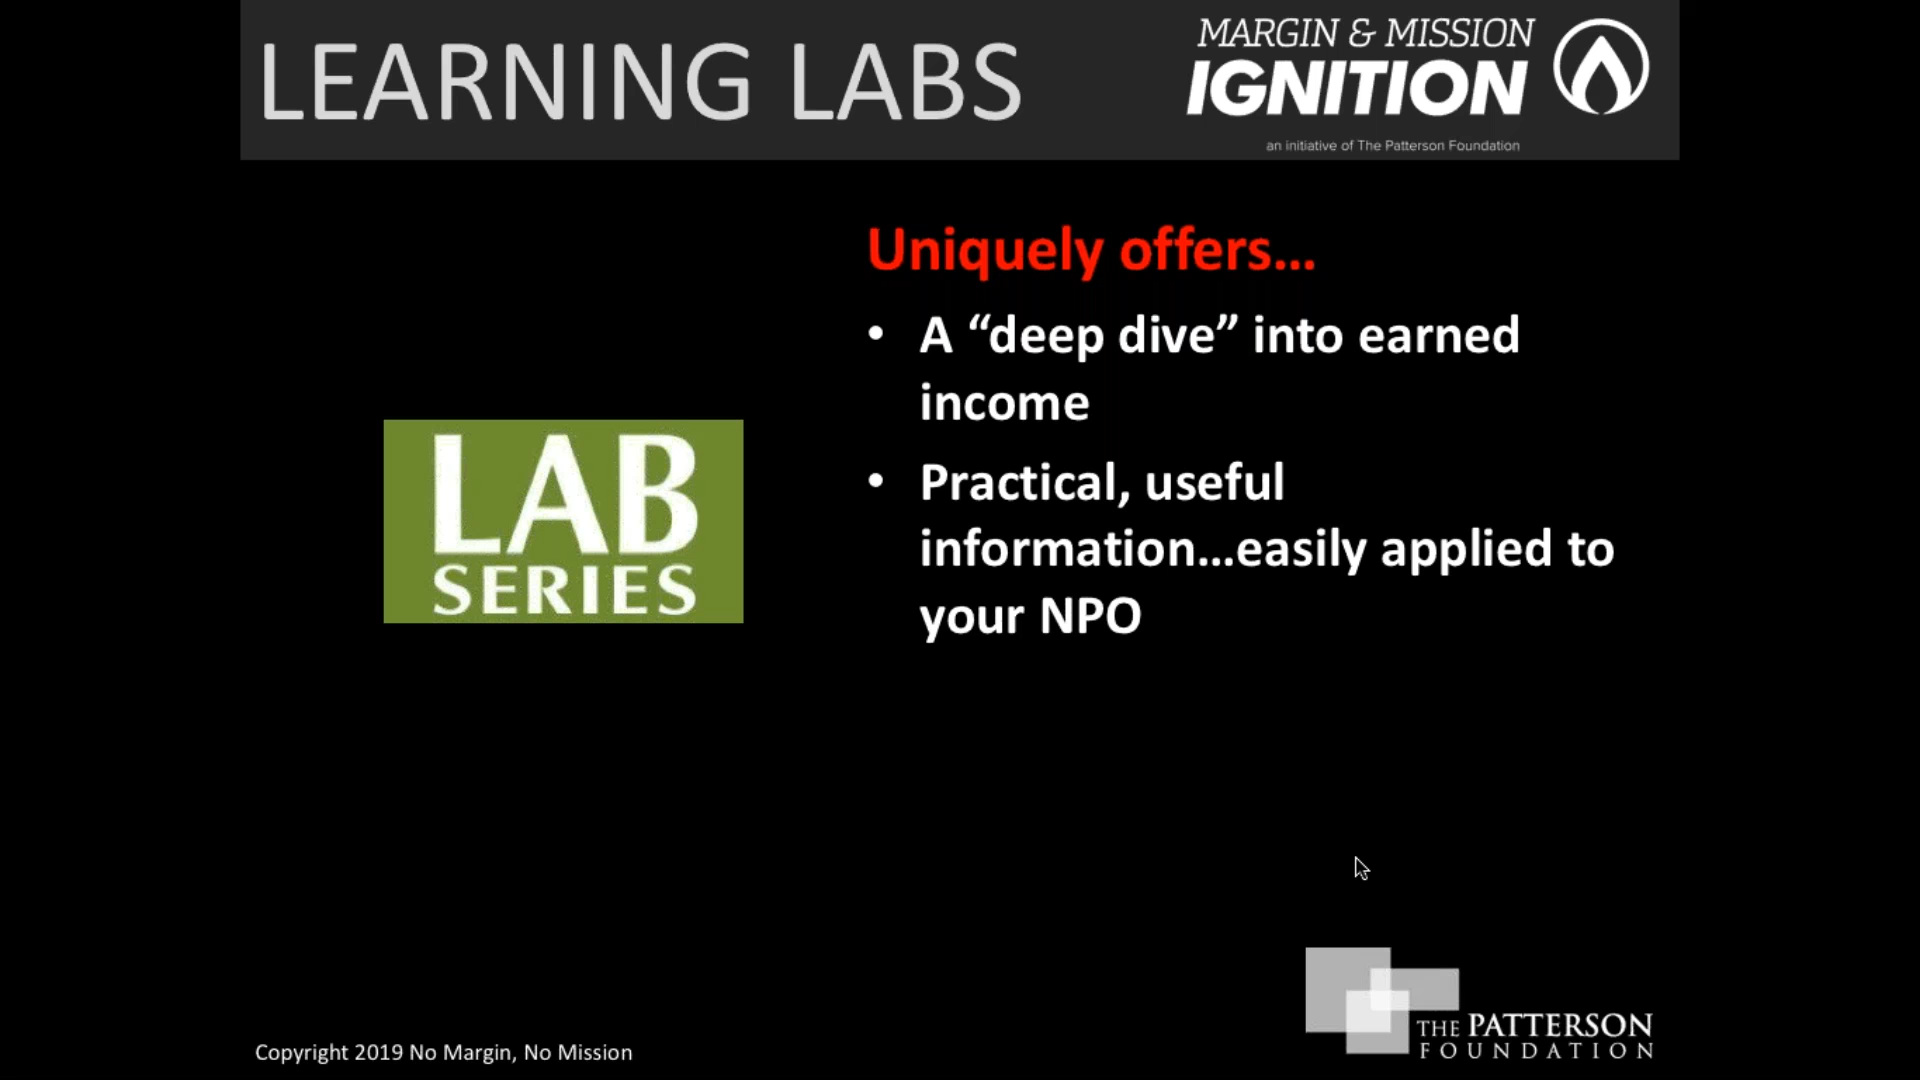 LEARNING LABS
MARGIN & MISSION
IGNITION
an initiative of The Patterson Foundation
Uniquely offers...
• A “deep dive” into earned
income
• Practical, useful
information...easily applied to
your NPO
LAB
SERIES
THE PATTERSON
FOUNDATION
Copyright 2019 No Margin, No Mission